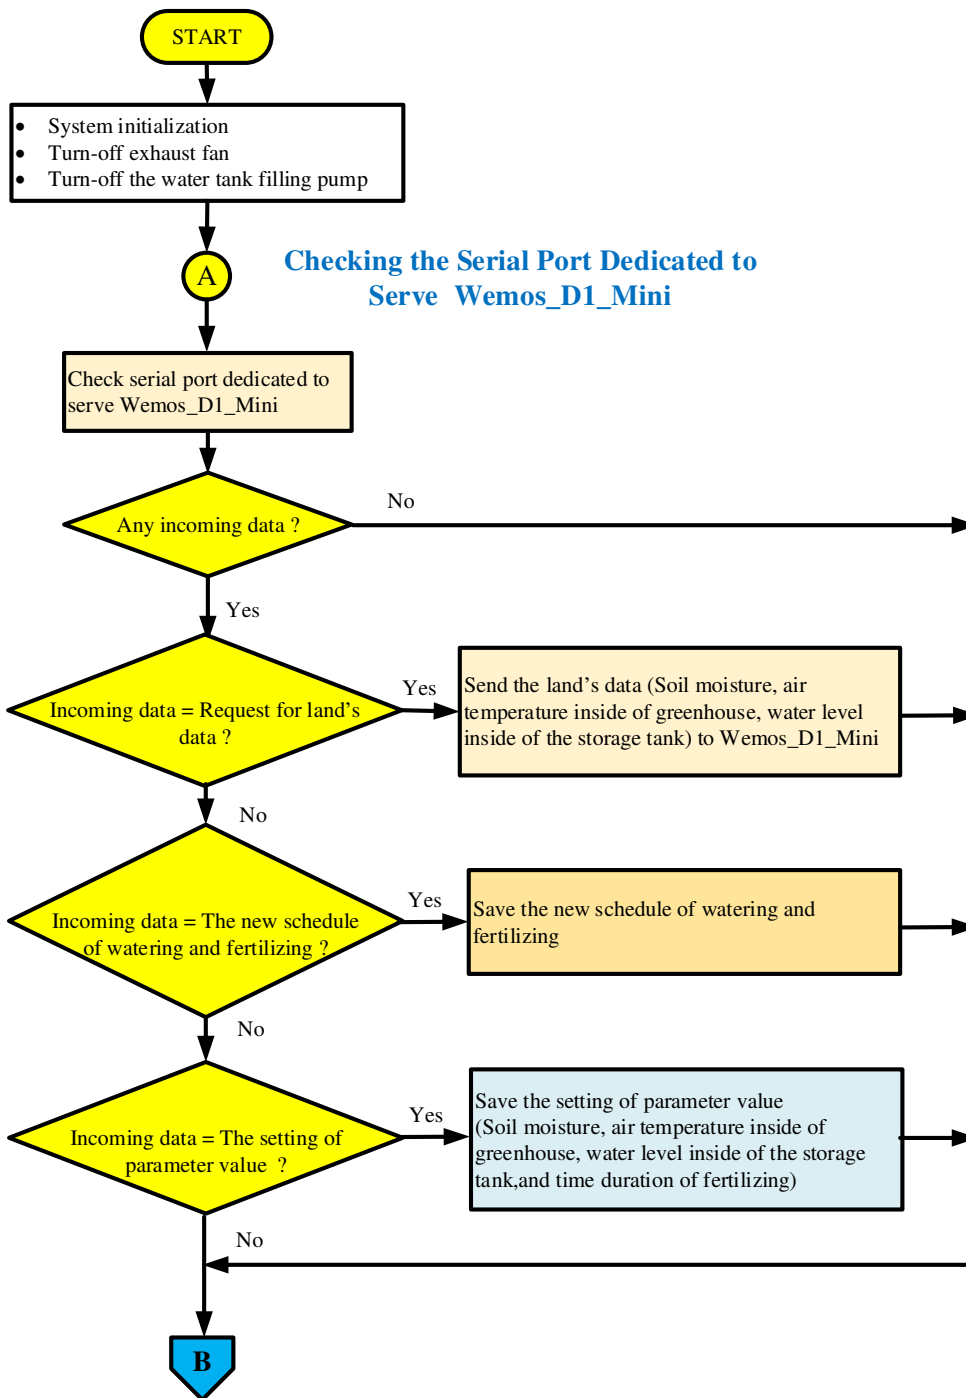 START
• System initialization
• Turn-off exhaust fan
• Turn-off the water tank filling pump
A
Checking the Serial Port Dedicated to
Serve Wemos_D1_Mini
Check serial port dedicated to
serve Wemos_D1_Mini
Any incoming data ?
No
Yes
Incoming data = Request for land's
data ?
Yes
Send the land's data (Soil moisture, air
temperature inside of greenhouse, water level
inside of the storage tank) to Wemos_D1_Mini
No
Incoming data = The new schedule
of watering and fertilizing ?
Yes
Save the new schedule of watering and
fertilizing
No
Incoming data = The setting of
parameter value ?
Yes
Save the setting of parameter value
(Soil moisture, air temperature inside of
greenhouse, water level inside of the storage
tank,and time duration of fertilizing)
No
B